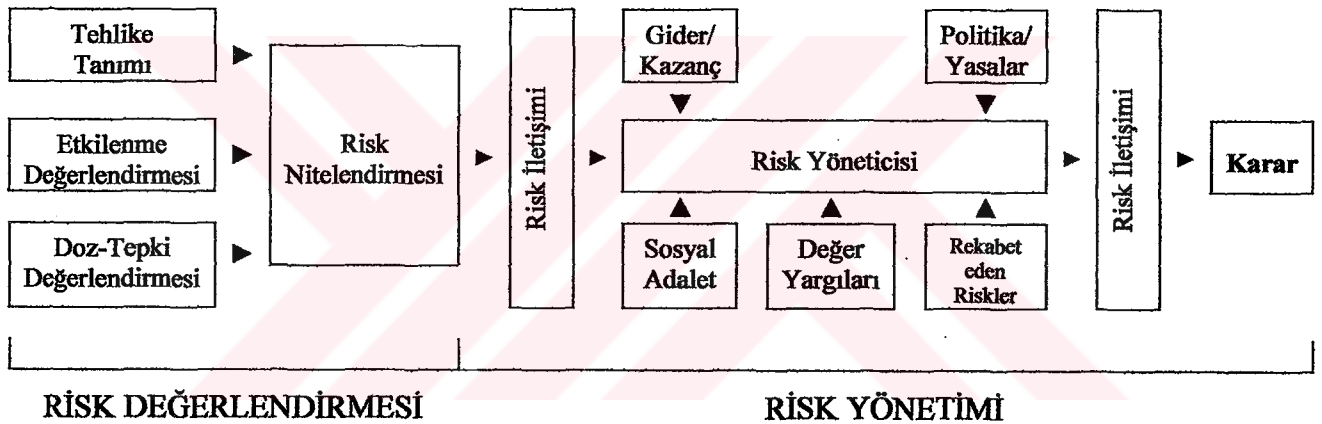 Tehlike
Tanımı
Etkilenme
Değerlendirmesi
Doz-Tepki
Değerlendirmesi
Risk
Nitelendirmesi
Risk İletişimi
Gider/
Kazanç
Politika/
Yasalar
Risk Yöneticisi
Sosyal
Adalet
Değer
Yargıları
Rekabet
eden
Riskler
Risk İletişimi
Karar
RİSK DEĞERLENDİRMESİ
RİSK YÖNETİMİ